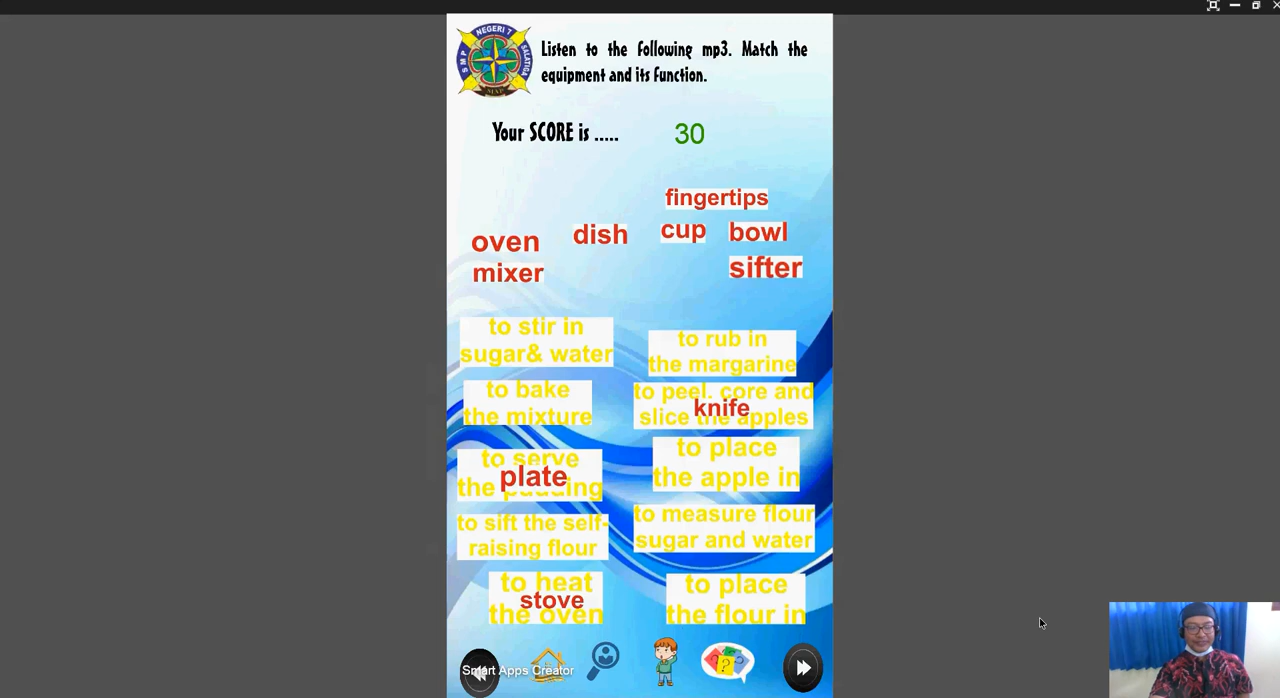 NEGERI 7
SMP
SALATIGA
Listen to the following mp3. Match the
equipment and its function.
Your SCORE is ..... 30
fingertips
oven
dish
cup
bowl
mixer
sifter
to stir in
sugar& water
to rub in
the margarine
to bake
the mixture
to peel. core and
slice the apples
knife
to serve
the pudding
plate
to place
the apple in
to sift the self-
raising flour
to measure flour
sugar and water
to heat
the oven
stove
to place
the flour in
Smart Apps Creator